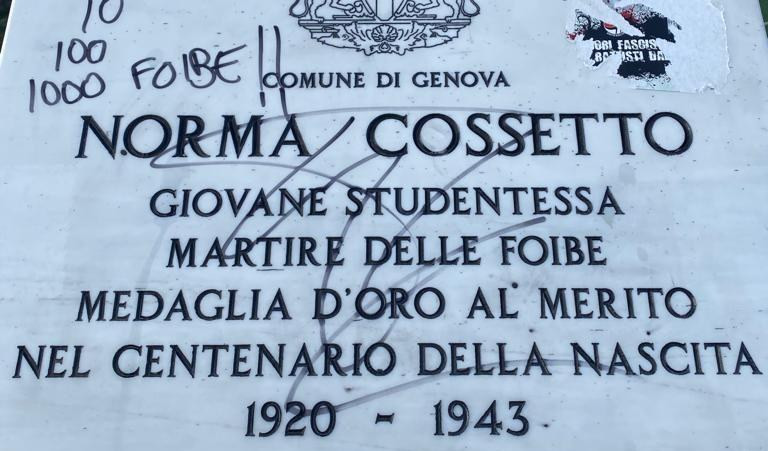 10
100
1000 FOIBE!!
COMUNE DI GENOVA
NORMA COSSETTO
GIOVANE STUDENTESSA
MARTIRE DELLE FOIBE
MEDAGLIA D'ORO AL MERITO
NEL CENTENARIO DELLA NASCITA
1920 - 1943